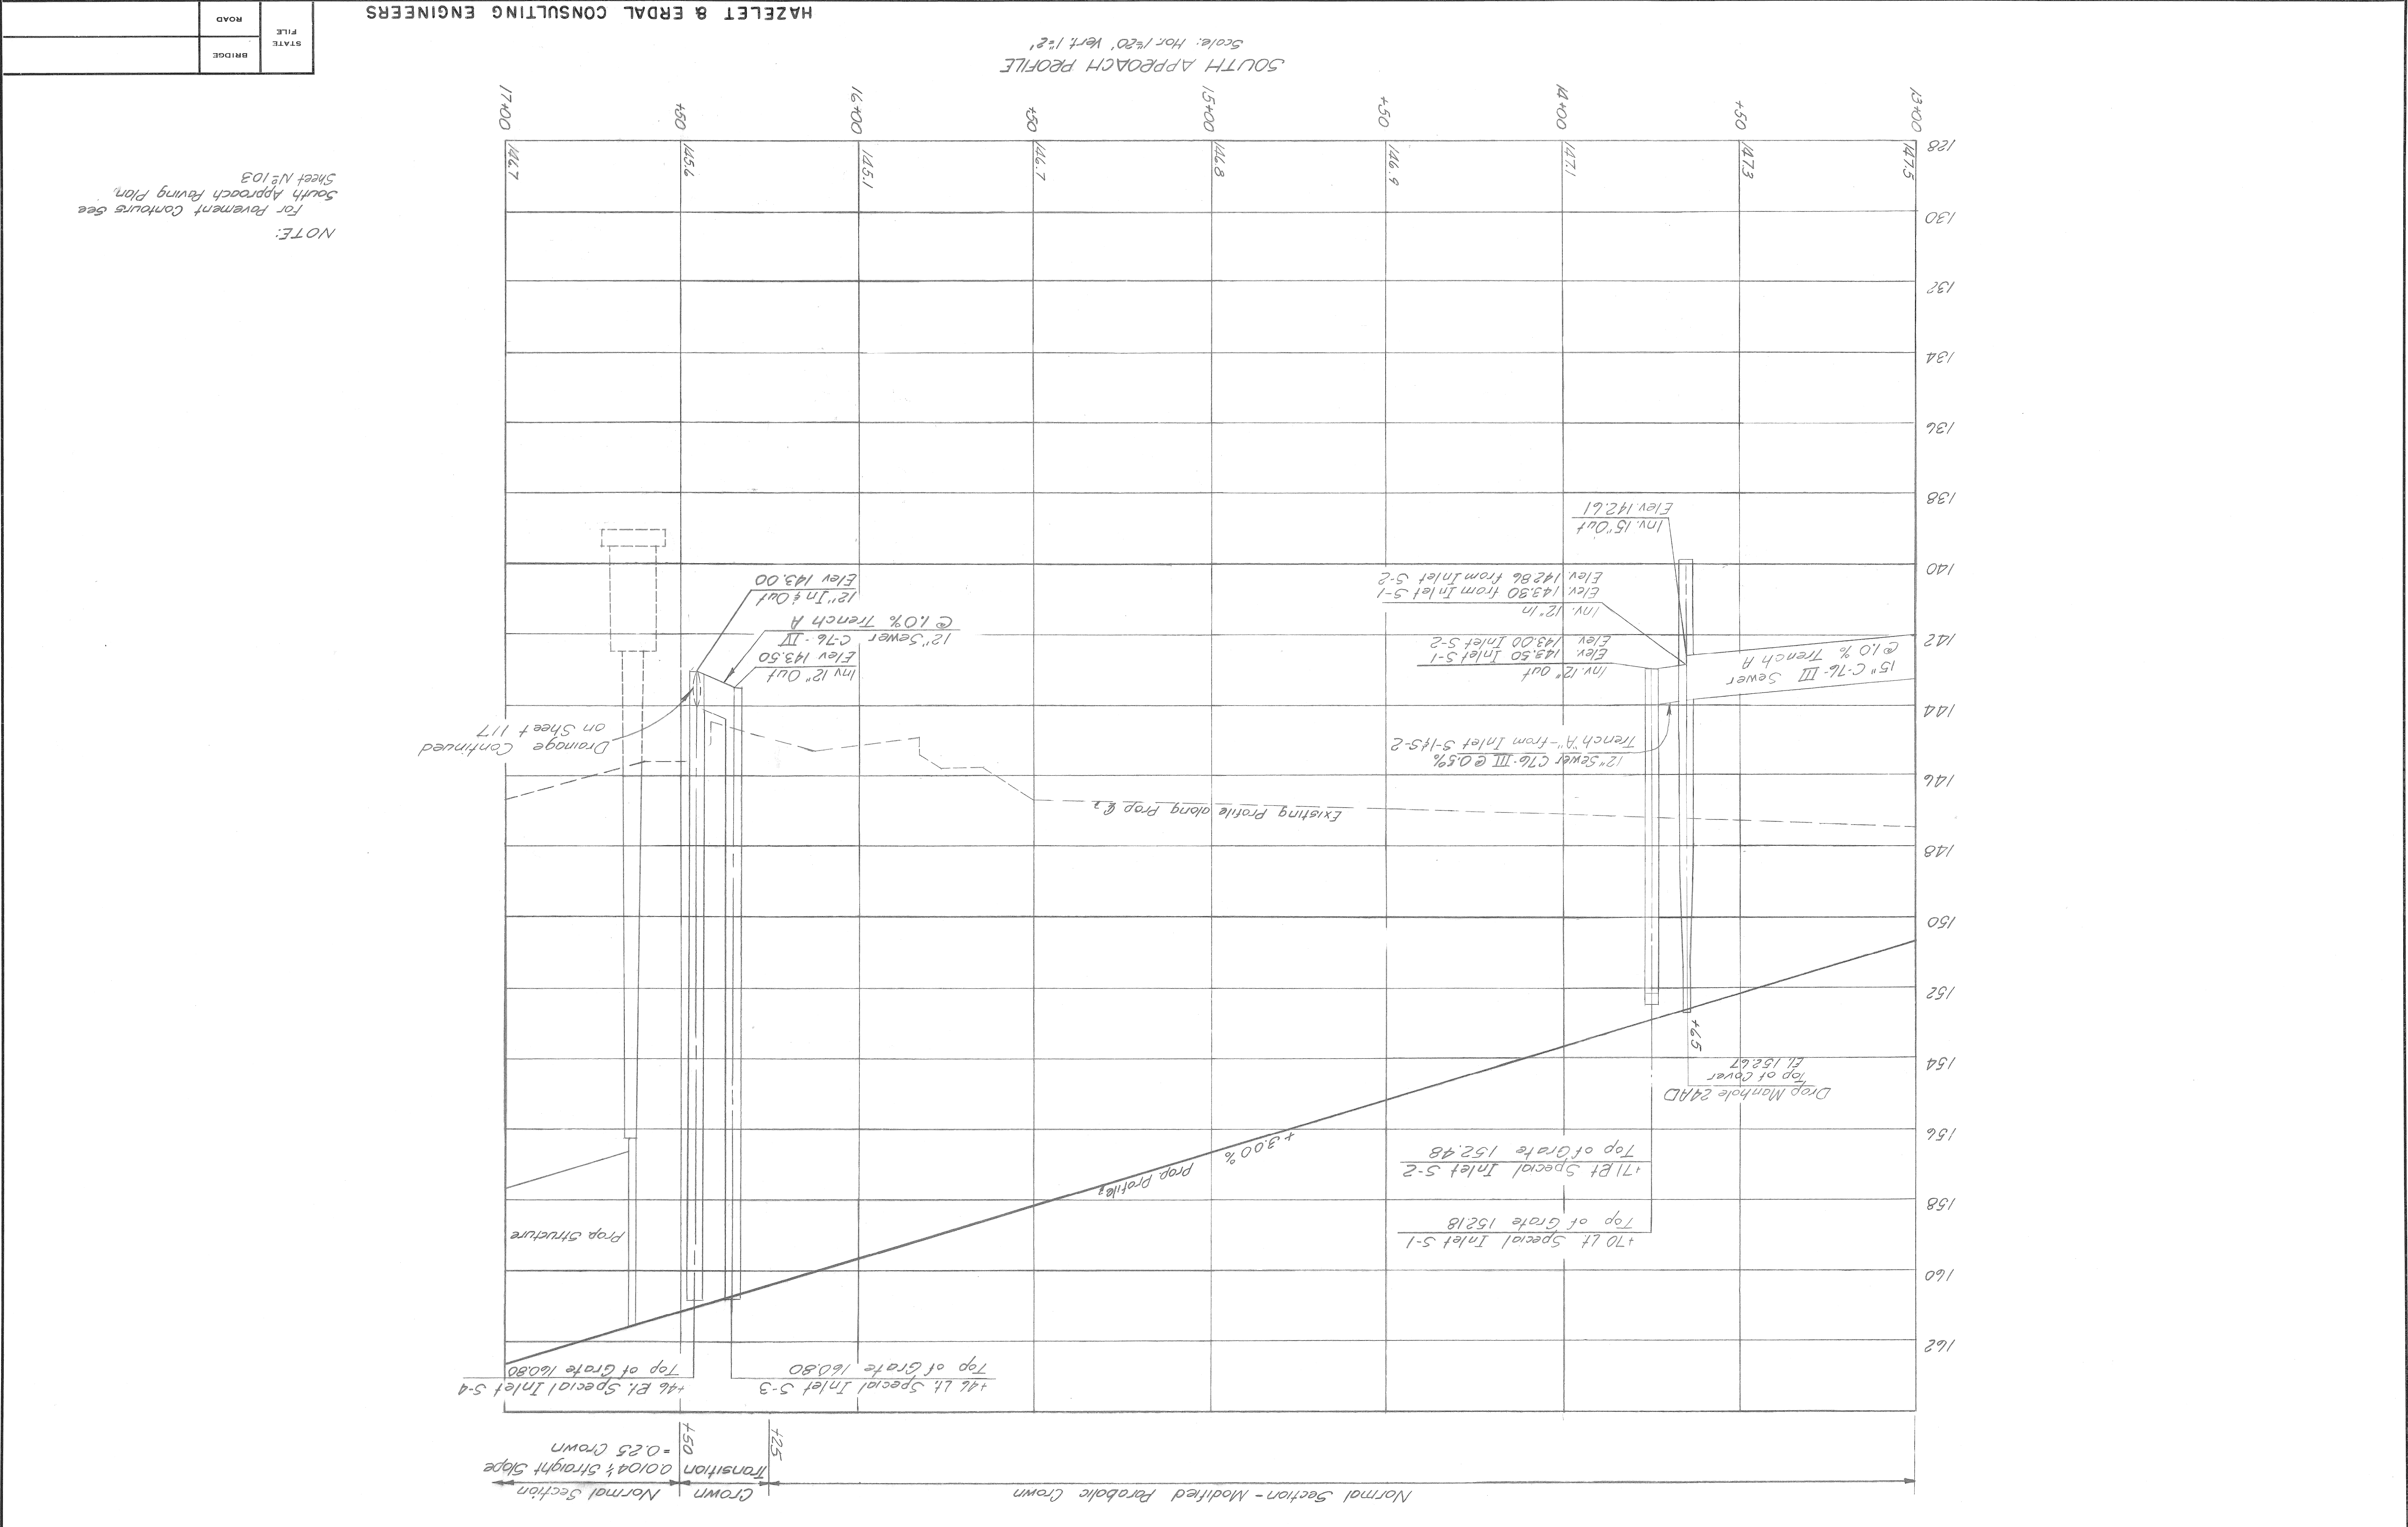 Normal Section - Modified Parabolic Crown
Crown
Transition
Normal Section
0.0104'/' Straight Slope
= 0.25 Crown
+25
+50
+46 Lt. Special Inlet S-3
Top of Grate 160.80
+46 Rt. Special Inlet S-4
Top of Grate 160.80
162
160
158
156
154
152
150
148
146
144
142
140
138
136
134
132
130
128
+70 Lt Special Inlet S-1
Top of Grate 152.18
+71 Rt Special Inlet S-2
Top of Grate 152.48
Prop. Structure
Prop. Profile
+3.00%
Drop Manhole 24AD
Top of Cover
El. 152.67
+65
Existing Profile along Prop ℄
12" Sewer C76-III @ 0.5%
Trench "A" - from Inlet S-1 & S-2
Drainage Continued
on Sheet # 117
15" C-76-III Sewer
@ 1.0 % Trench A
Inv. 12" out
Elev. 143.50 Inlet S-1
Elev 143.00 Inlet S-2
Inv. 12" In
Elev. 143.30 from Inlet S-1
Elev. 142.86 from Inlet S-2
Inv 12" Out
Elev 143.50
12" Sewer C-76-IV
@ 1.0% Trench A
12" In & Out
Elev 143.00
Inv. 15" Out
Elev. 142.61
147.5
147.3
147.1
146.9
146.8
146.7
145.1
145.6
146.7
13+00
+50
14+00
+50
15+00
+50
16+00
+50
17+00
NOTE:
For Pavement Contours See
South Approach Paving Plan.
Sheet Nº 103
SOUTH APPROACH PROFILE
Scale: Hor. 1"=20' Vert. 1"=2'
HAZELET & ERDAL CONSULTING ENGINEERS
STATE
FILE
BRIDGE
ROAD